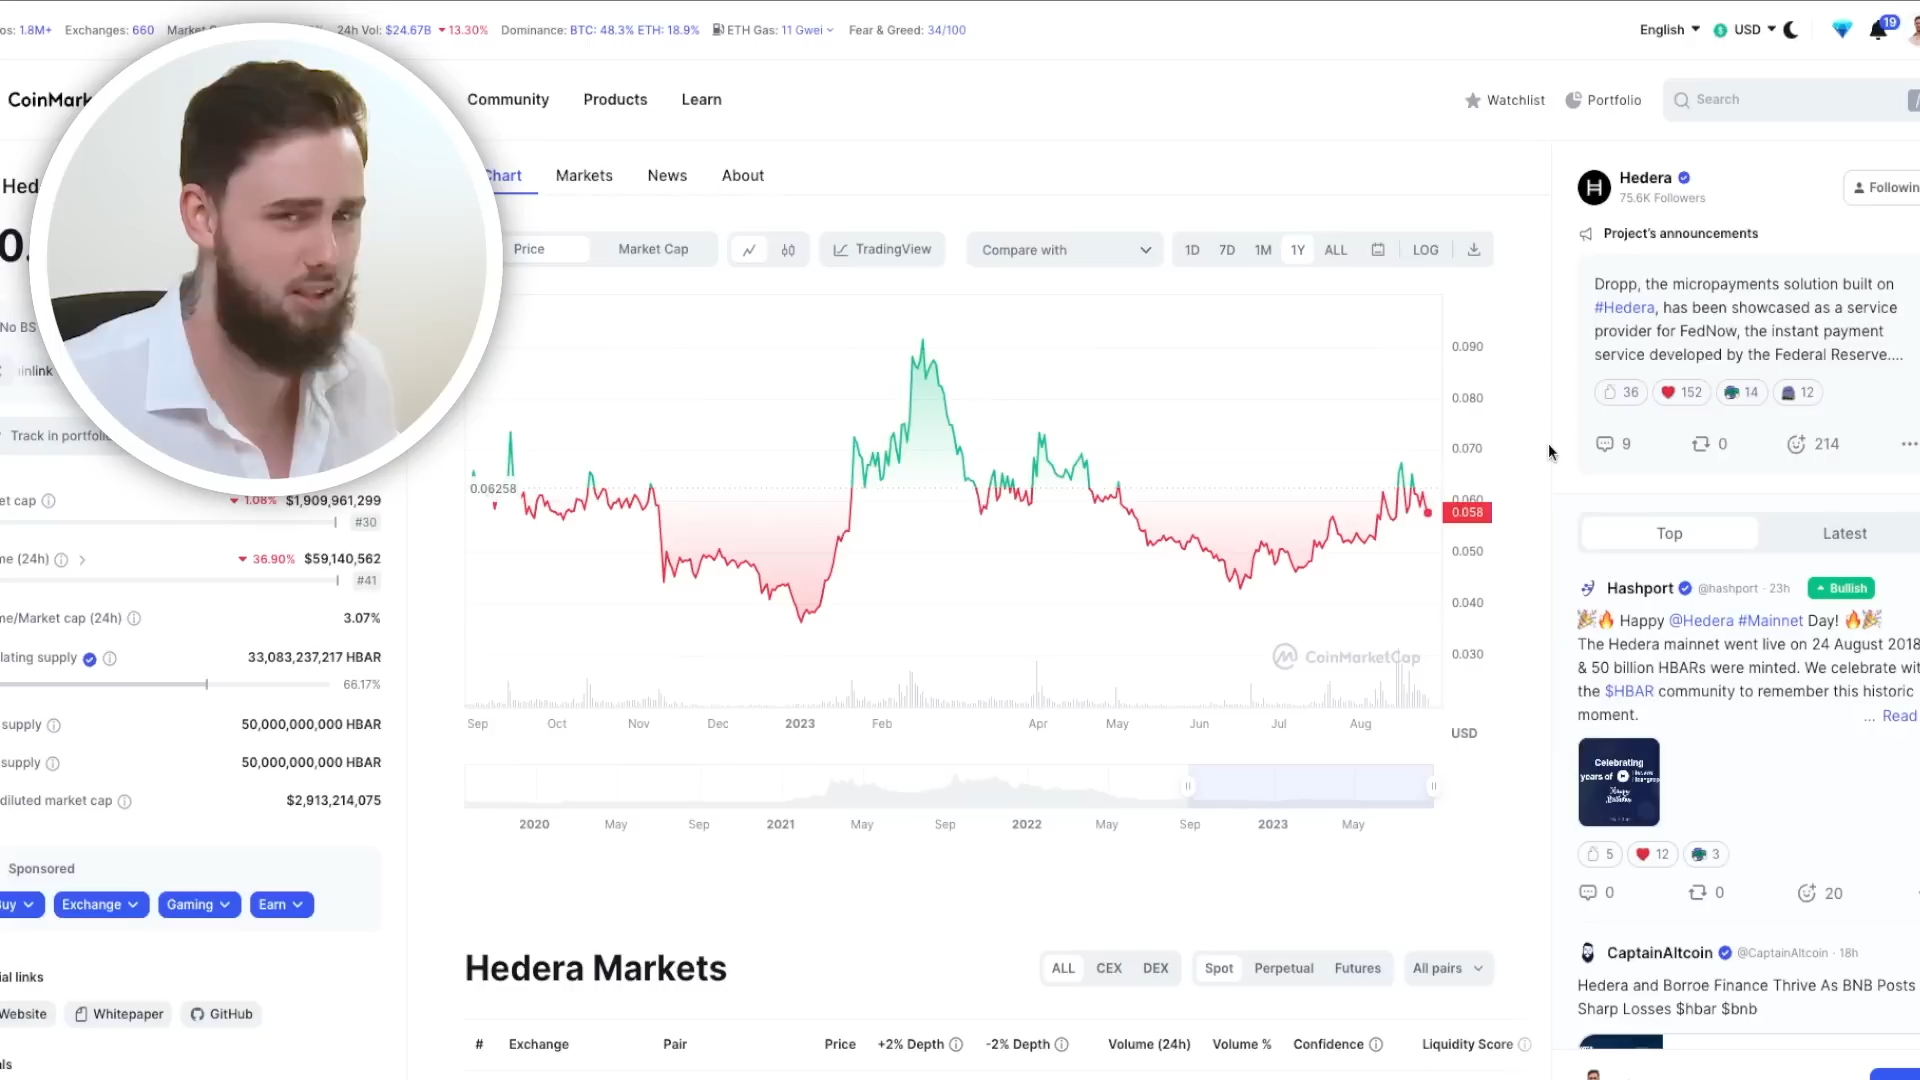 os: 1.8M+ Exchanges: 660 Market 24h Vol: $24.67B 13.30% Dominance: BTC: 48.3% ETH: 18.9% ETH Gas: 11 Gwei Fear & Greed: 34/100
English USD 19
CoinMark Community Products Learn Watchlist Portfolio Search
Hed Chart Markets News About
0.
Price Market Cap TradingView Compare with 1D 7D 1M 1Y ALL LOG
No BS
inlink
Track in portfolio
et cap 1.08% $1,909,961,299
#30
me (24h) 36.90% $59,140,562
#41
me/Market cap (24h) 3.07%
lating supply 33,083,237,217 HBAR
66.17%
supply 50,000,000,000 HBAR
supply 50,000,000,000 HBAR
diluted market cap $2,913,214,075
Sponsored
Buy Exchange Gaming Earn
ial links
Website Whitepaper GitHub
ls
0.090
0.080
0.070
0.06258
0.060
0.058
0.050
0.040
0.030
CoinMarketCap
Sep Oct Nov Dec 2023 Feb Apr May Jun Jul Aug
USD
2020 May Sep 2021 May Sep 2022 May Sep 2023 May
Hedera Markets
ALL CEX DEX Spot Perpetual Futures All pairs
# Exchange Pair Price +2% Depth -2% Depth Volume (24h) Volume % Confidence Liquidity Score
Hedera
75.6K Followers
Followin
Project's announcements
Dropp, the micropayments solution built on
#Hedera, has been showcased as a service
provider for FedNow, the instant payment
service developed by the Federal Reserve....
36 152 14 12
9 0 214
Top Latest
Hashport @hashport · 23h Bullish
Happy @Hedera #Mainnet Day!
The Hedera mainnet went live on 24 August 2018
& 50 billion HBARs were minted. We celebrate wit
the $HBAR community to remember this historic
moment. ... Read
Celebrating
years of
5 12 3
0 0 20
CaptainAltcoin @CaptainAltcoin · 18h
Hedera and Borroe Finance Thrive As BNB Posts
Sharp Losses $hbar $bnb